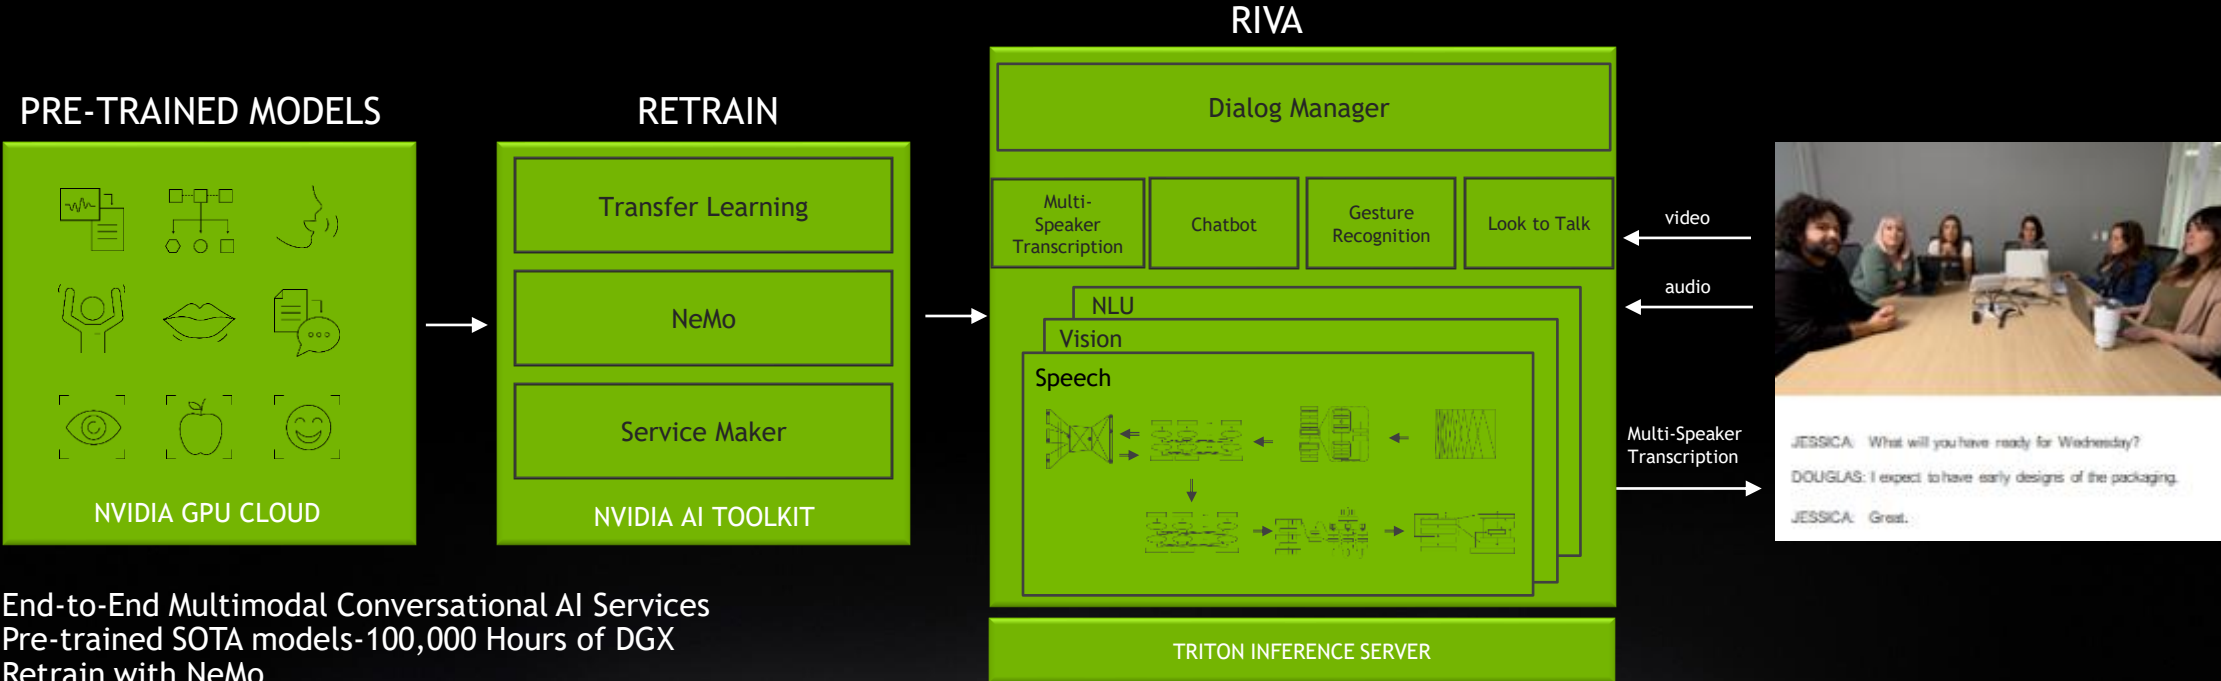 RIVA
PRE-TRAINED MODELS
NVIDIA GPU CLOUD
RETRAIN
Transfer Learning
NeMo
Service Maker
NVIDIA AI TOOLKIT
Dialog Manager
Multi-
Speaker
Transcription
Chatbot
Gesture
Recognition
Look to Talk
NLU
Vision
Speech
TRITON INFERENCE SERVER
video
audio
Multi-Speaker
Transcription
JESSICA: What will you have ready for Wednesday?
DOUGLAS: I expect to have early designs of the packaging.
JESSICA: Great.
End-to-End Multimodal Conversational AI Services
Pre-trained SOTA models-100,000 Hours of DGX
Retrain with NeMo